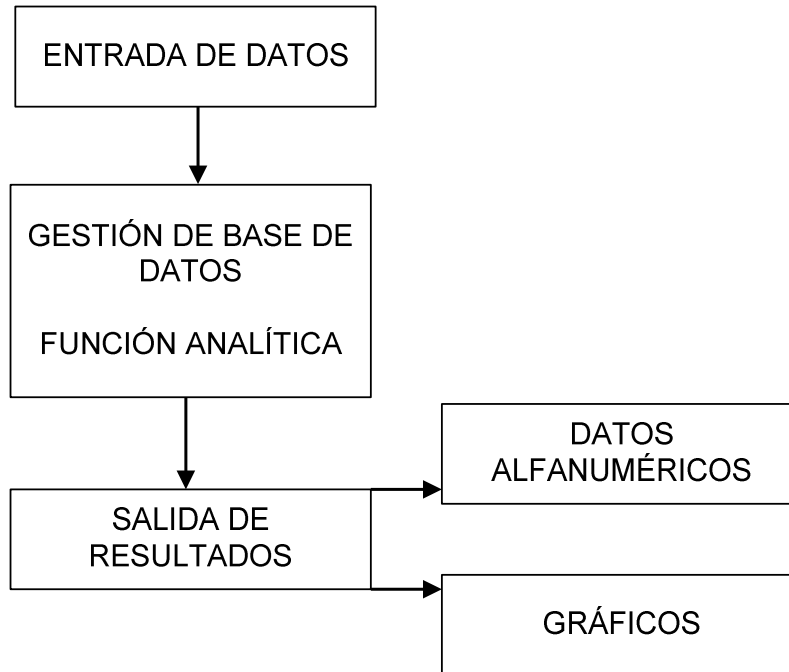 ENTRADA DE DATOS
GESTIÓN DE BASE DE
DATOS
FUNCIÓN ANALÍTICA
SALIDA DE
RESULTADOS
DATOS
ALFANUMÉRICOS
GRÁFICOS